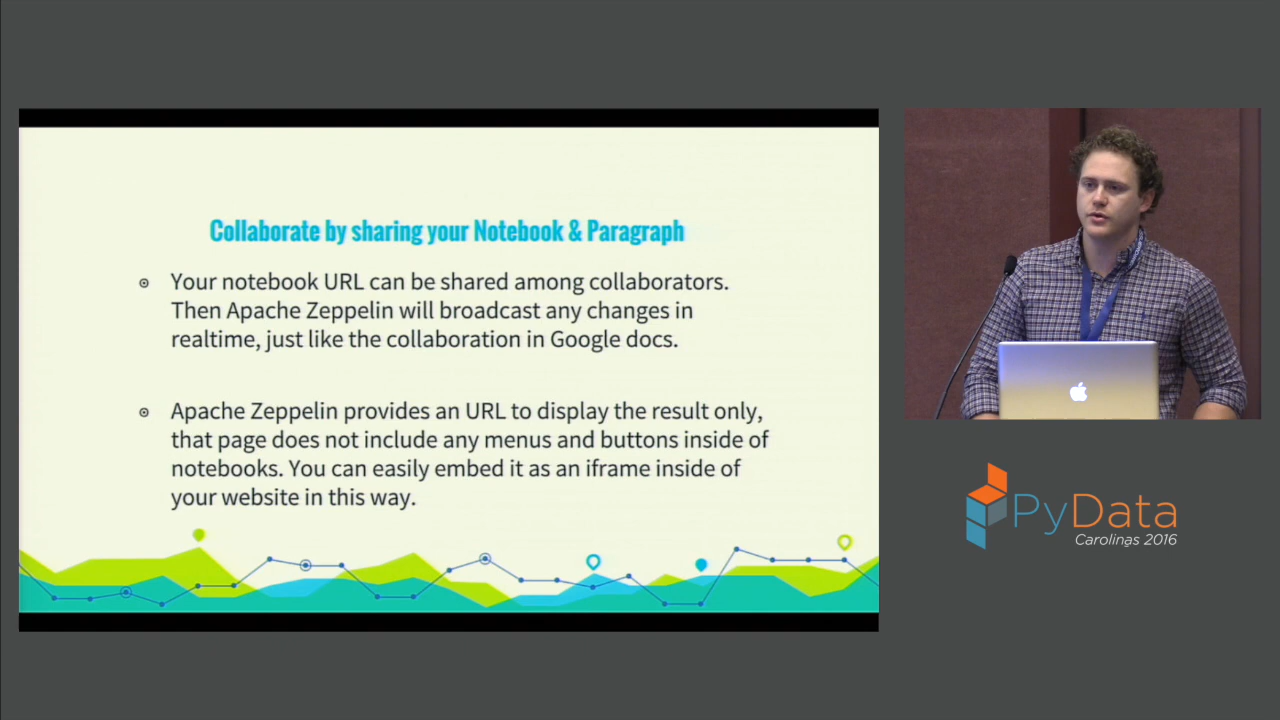 Collaborate by sharing your Notebook & Paragraph
Your notebook URL can be shared among collaborators.
Then Apache Zeppelin will broadcast any changes in
realtime, just like the collaboration in Google docs.
Apache Zeppelin provides an URL to display the result only,
that page does not include any menus and buttons inside of
notebooks. You can easily embed it as an iframe inside of
your website in this way.
PyData
Carolinas 2016